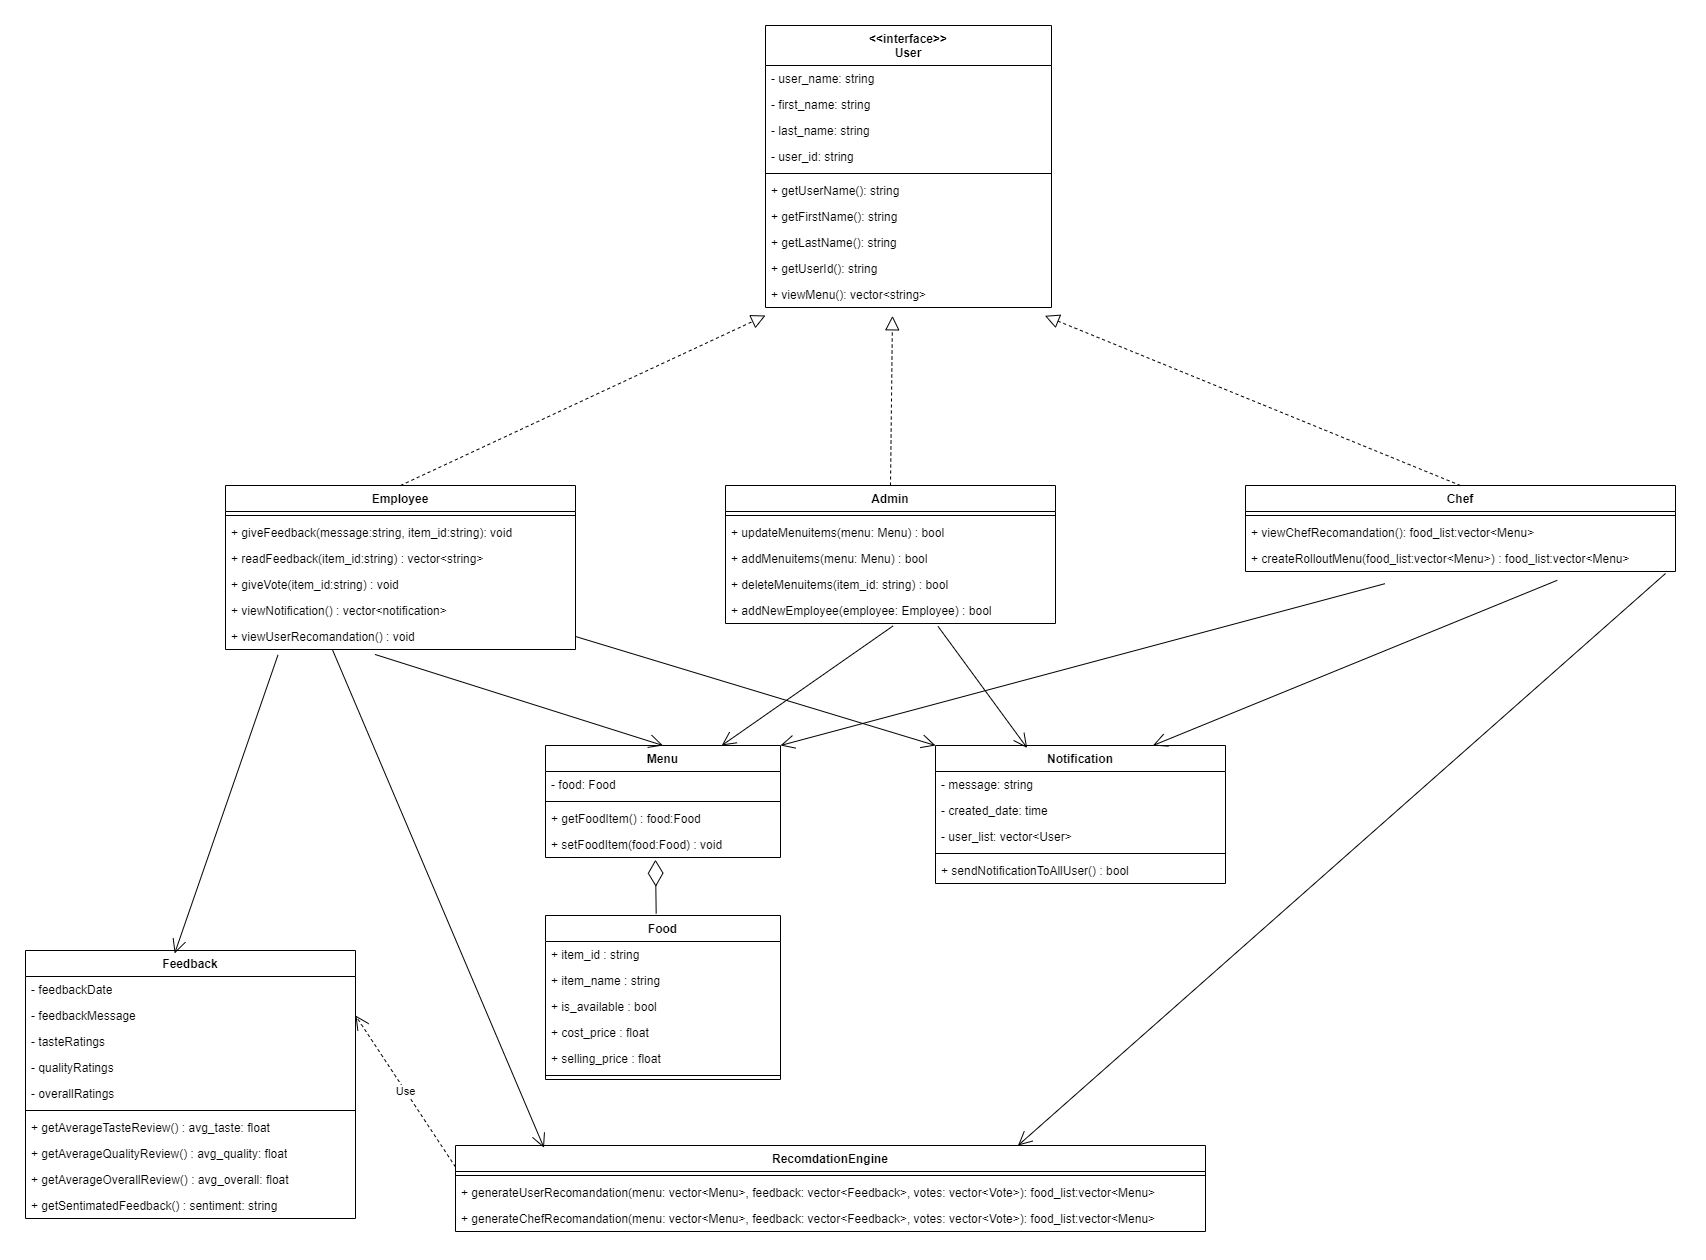 <<interface>>
User
- user_name: string
- first_name: string
- last_name: string
- user_id: string
+ getUserName(): string
+ getFirstName(): string
+ getLastName(): string
+ getUserId(): string
+ viewMenu(): vector<string>
Employee
+ giveFeedback(message:string, item_id:string): void
+ readFeedback(item_id:string) : vector<string>
+ giveVote(item_id:string) : void
+ viewNotification() : vector<notification>
+ viewUserRecomandation() : void
Admin
+ updateMenuitems(menu: Menu) : bool
+ addMenuitems(menu: Menu) : bool
+ deleteMenuitems(item_id: string) : bool
+ addNewEmployee(employee: Employee) : bool
Chef
+ viewChefRecomandation(): food_list:vector<Menu>
+ createRolloutMenu(food_list:vector<Menu>) : food_list:vector<Menu>
Menu
- food: Food
+ getFoodItem() : food:Food
+ setFoodItem(food:Food) : void
Notification
- message: string
- created_date: time
- user_list: vector<User>
+ sendNotificationToAllUser() : bool
Food
+ item_id : string
+ item_name : string
+ is_available : bool
+ cost_price : float
+ selling_price : float
Feedback
- feedbackDate
- feedbackMessage
- tasteRatings
- qualityRatings
- overallRatings
+ getAverageTasteReview() : avg_taste: float
+ getAverageQualityReview() : avg_quality: float
+ getAverageOverallReview() : avg_overall: float
+ getSentimatedFeedback() : sentiment: string
Use
RecomdationEngine
+ generateUserRecomandation(menu: vector<Menu>, feedback: vector<Feedback>, votes: vector<Vote>): food_list:vector<Menu>
+ generateChefRecomandation(menu: vector<Menu>, feedback: vector<Feedback>, votes: vector<Vote>): food_list:vector<Menu>